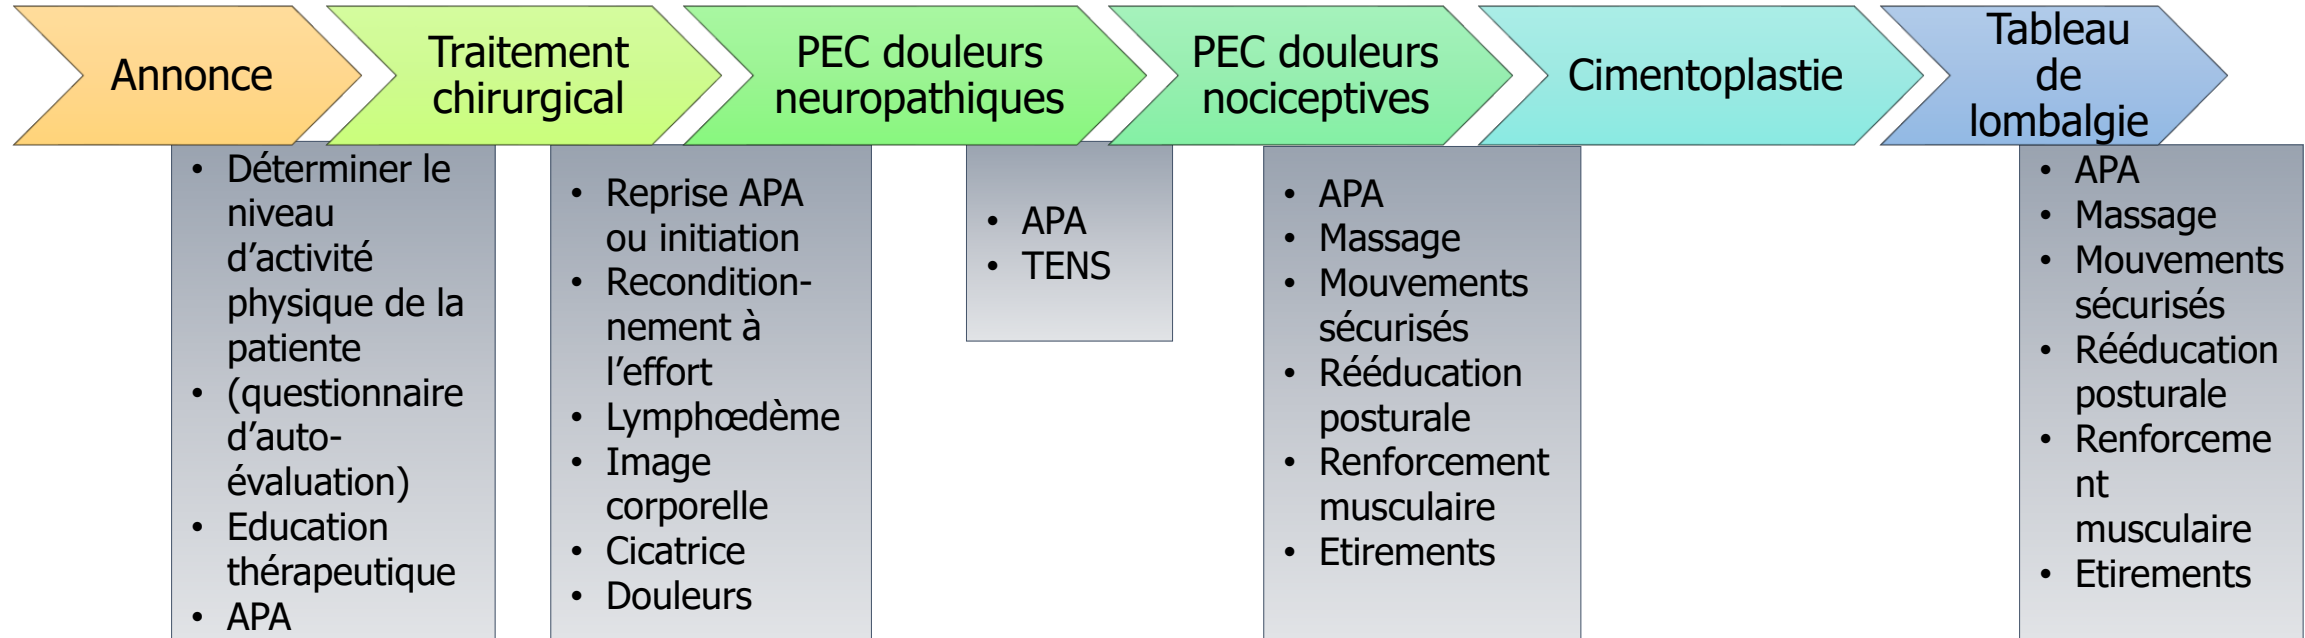 Annonce
Traitement
chirurgical
PEC douleurs
neuropathiques
PEC douleurs
nociceptives
Cimentoplastie
Tableau
de
lombalgie
• Déterminer le
niveau
d’activité
physique de la
patiente
• (questionnaire
d’auto-
évaluation)
• Education
thérapeutique
• APA
• Reprise APA
ou initiation
• Recondition-
nement à
l’effort
• Lymphœdème
• Image
corporelle
• Cicatrice
• Douleurs
• APA
• TENS
• APA
• Massage
• Mouvements
sécurisés
• Rééducation
posturale
• Renforcement
musculaire
• Etirements
• APA
• Massage
• Mouvements
sécurisés
• Rééducation
posturale
• Renforceme
nt
musculaire
• Etirements